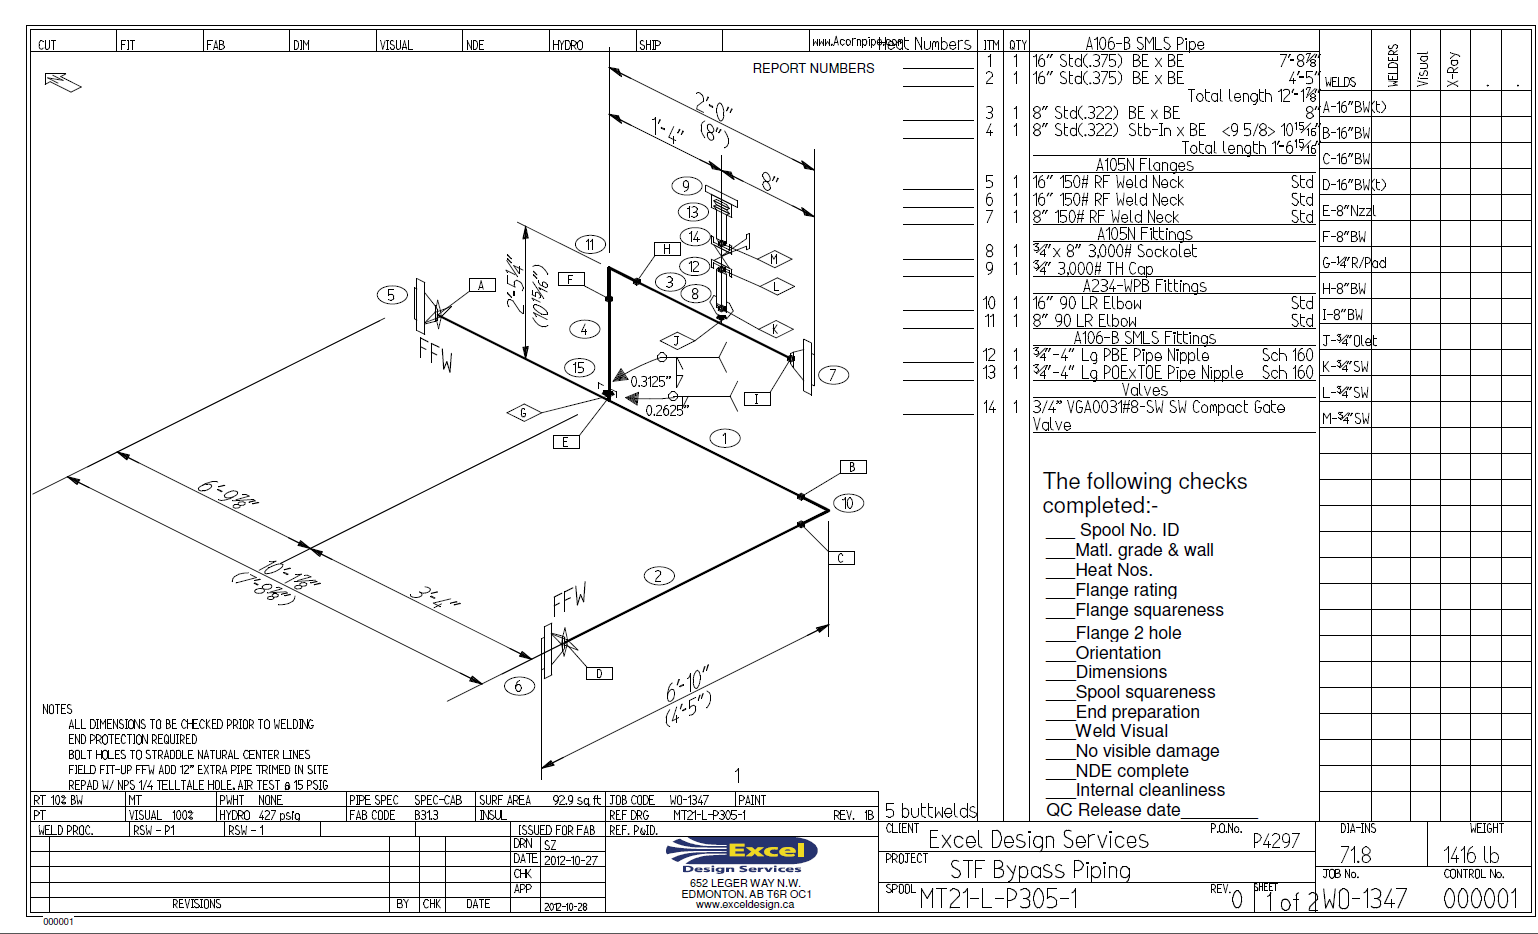 CUT FIT FAB DIM VISUAL NDE HYDRO SHIP www.Acornpipe.com
REPORT NUMBERS
Heat Numbers ITM QTY A106-B SMLS Pipe
1 1 16" Std(.375) BE x BE 7'-8⅞"
2 1 16" Std(.375) BE x BE 4'-5"
Total length 12'-1⅞"
3 1 8" Std(.322) BE x BE 8"
4 1 8" Std(.322) Stb-In x BE <9 5/8> 10 15/16"
Total length 1'-6 15/16"
A105N Flanges
5 1 16" 150# RF Weld Neck Std
6 1 16" 150# RF Weld Neck Std
7 1 8" 150# RF Weld Neck Std
A105N Fittings
8 1 ¾"x 8" 3,000# Sockolet
9 1 ¾" 3,000# TH Cap
A234-WPB Fittings
10 1 16" 90 LR Elbow Std
11 1 8" 90 LR Elbow Std
A106-B SMLS Fittings
12 1 ¾"-4" Lg PBE Pipe Nipple Sch 160
13 1 ¾"-4" Lg POExTOE Pipe Nipple Sch 160
Valves
14 1 3/4" VGA0031#8-SW SW Compact Gate
Valve
WELDS WELDERS Visual X-Ray . .
A-16"BW(t)
B-16"BW
C-16"BW
D-16"BW(t)
E-8"Nzzl
F-8"BW
G-¼"R/Pad
H-8"BW
I-8"BW
J-¾"Olet
K-¾"SW
L-¾"SW
M-¾"SW
2'-0"
(8")
1'-4"
8"
9
13
14
12
8
M
L
K
J
11
H
3
F
4
15
2'-5¼"
(10 15/16")
5
A
FFW
0.3125"
0.2625"
7
I
G
E
1
B
10
C
2
6'-9⅞"
10'-1⅞"
(7'-8⅞")
3'-4"
FFW
D
6
6'-10"
(4'-5")
The following checks
completed:-
___ Spool No. ID
___Matl. grade & wall
___Heat Nos.
___Flange rating
___Flange squareness
___Flange 2 hole
___Orientation
___Dimensions
___Spool squareness
___End preparation
___Weld Visual
___No visible damage
___NDE complete
___Internal cleanliness
QC Release date________
NOTES
ALL DIMENSIONS TO BE CHECKED PRIOR TO WELDING
END PROTECTION REQUIRED
BOLT HOLES TO STRADDLE NATURAL CENTER LINES
FIELD FIT-UP FFW ADD 12" EXTRA PIPE TRIMED IN SITE
REPAD W/ NPS 1/4 TELLTALE HOLE, AIR TEST @ 15 PSIG
1
RT 10% BW MT PWHT NONE PIPE SPEC SPEC-CAB SURF AREA 92.9 sq.ft JOB CODE WO-1347 PAINT
PT VISUAL 100% HYDRO 427 psig FAB CODE B31.3 INSUL REF DRG MT21-L-P305-1 REV. 1B
5 buttwelds
WELD PROC. RSW - P1 RSW - 1 ISSUED FOR FAB REF. P&ID.
DRN SZ
DATE 2012-10-27
CHK
APP
2012-10-28
REVISIONS BY CHK DATE
Excel
Design Services
652 LEGER WAY N.W.
EDMONTON. AB T6R OC1
www.exceldesign.ca
CLIENT Excel Design Services P.O.No. P4297
PROJECT STF Bypass Piping
SPOOL MT21-L-P305-1 REV. 0 SHEET 1 of 2
DIA-INS 71.8 WEIGHT 1416 lb
JOB No. WO-1347 CONTROL No. 000001
000001